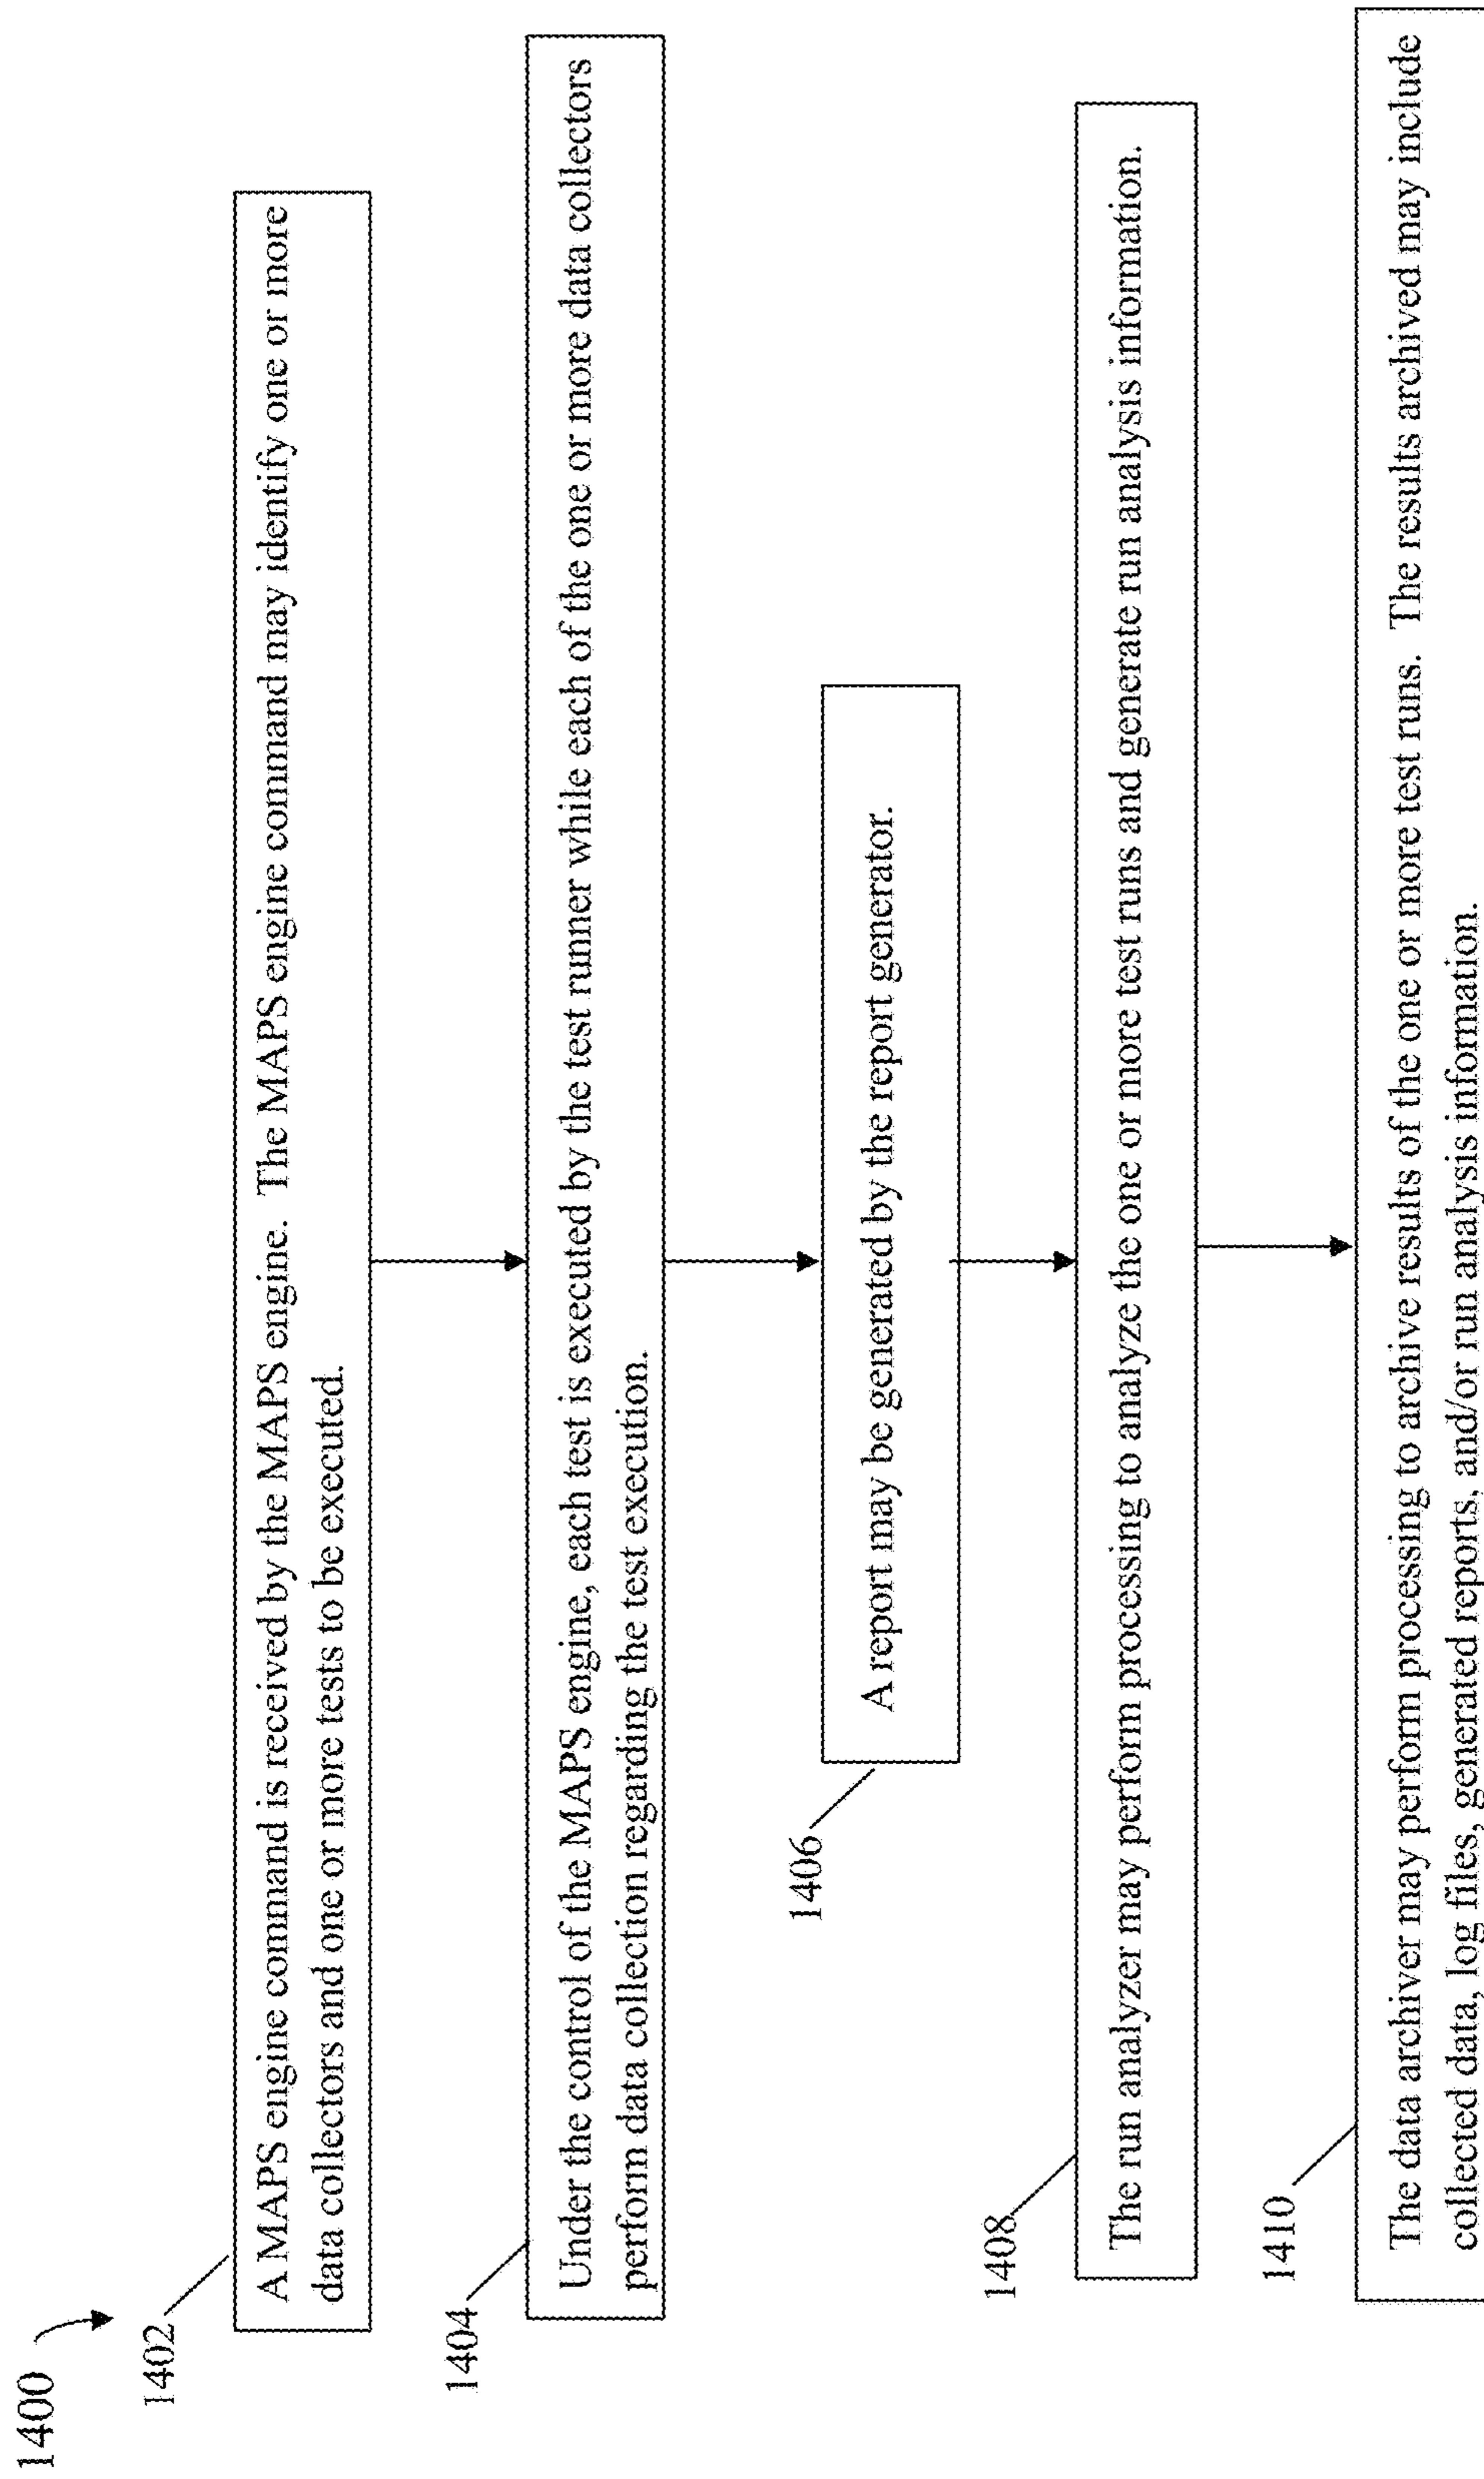 1400
1402
A MAPS engine command is received by the MAPS engine. The MAPS engine command may identify one or more
data collectors and one or more tests to be executed.
1404
Under the control of the MAPS engine, each test is executed by the test runner while each of the one or more data collectors
perform data collection regarding the test execution.
1406
A report may be generated by the report generator.
1408
The run analyzer may perform processing to analyze the one or more test runs and generate run analysis information.
1410
The data archiver may perform processing to archive results of the one or more test runs. The results archived may include
collected data, log files, generated reports, and/or run analysis information.